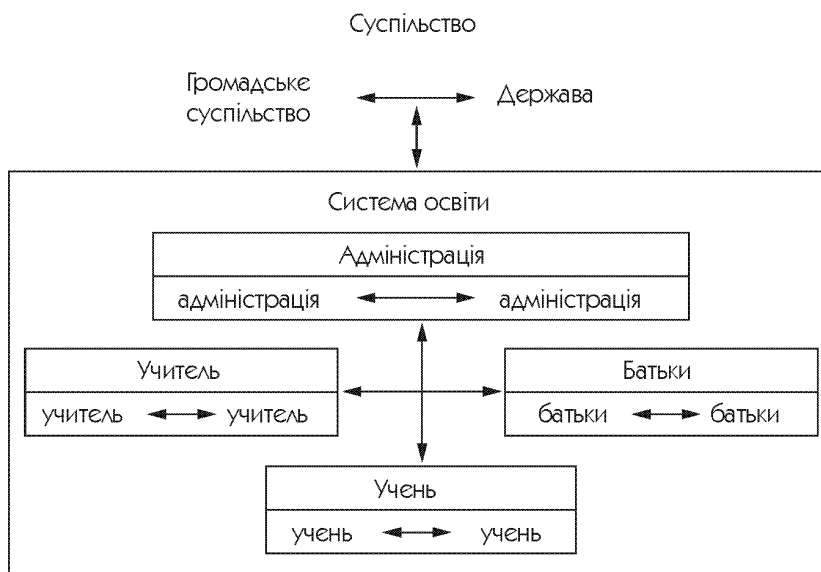 Суспільство
Громадське
суспільство
Держава
Система освіти
Адміністрація
адміністрація адміністрація
Учитель
учитель учитель
Батьки
батьки батьки
Учень
учень учень